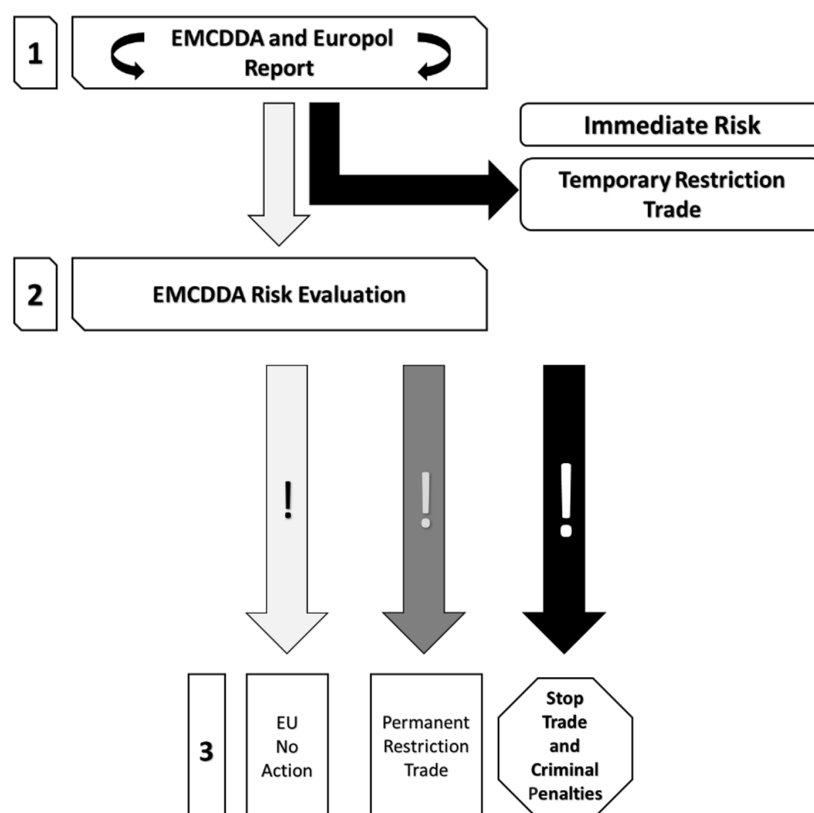 1
EMCDDA and Europol
Report
Immediate Risk
Temporary Restriction
Trade
2
EMCDDA Risk Evaluation
!
!
!
3
EU
No
Action
Permanent
Restriction
Trade
Stop
Trade
and
Criminal
Penalties